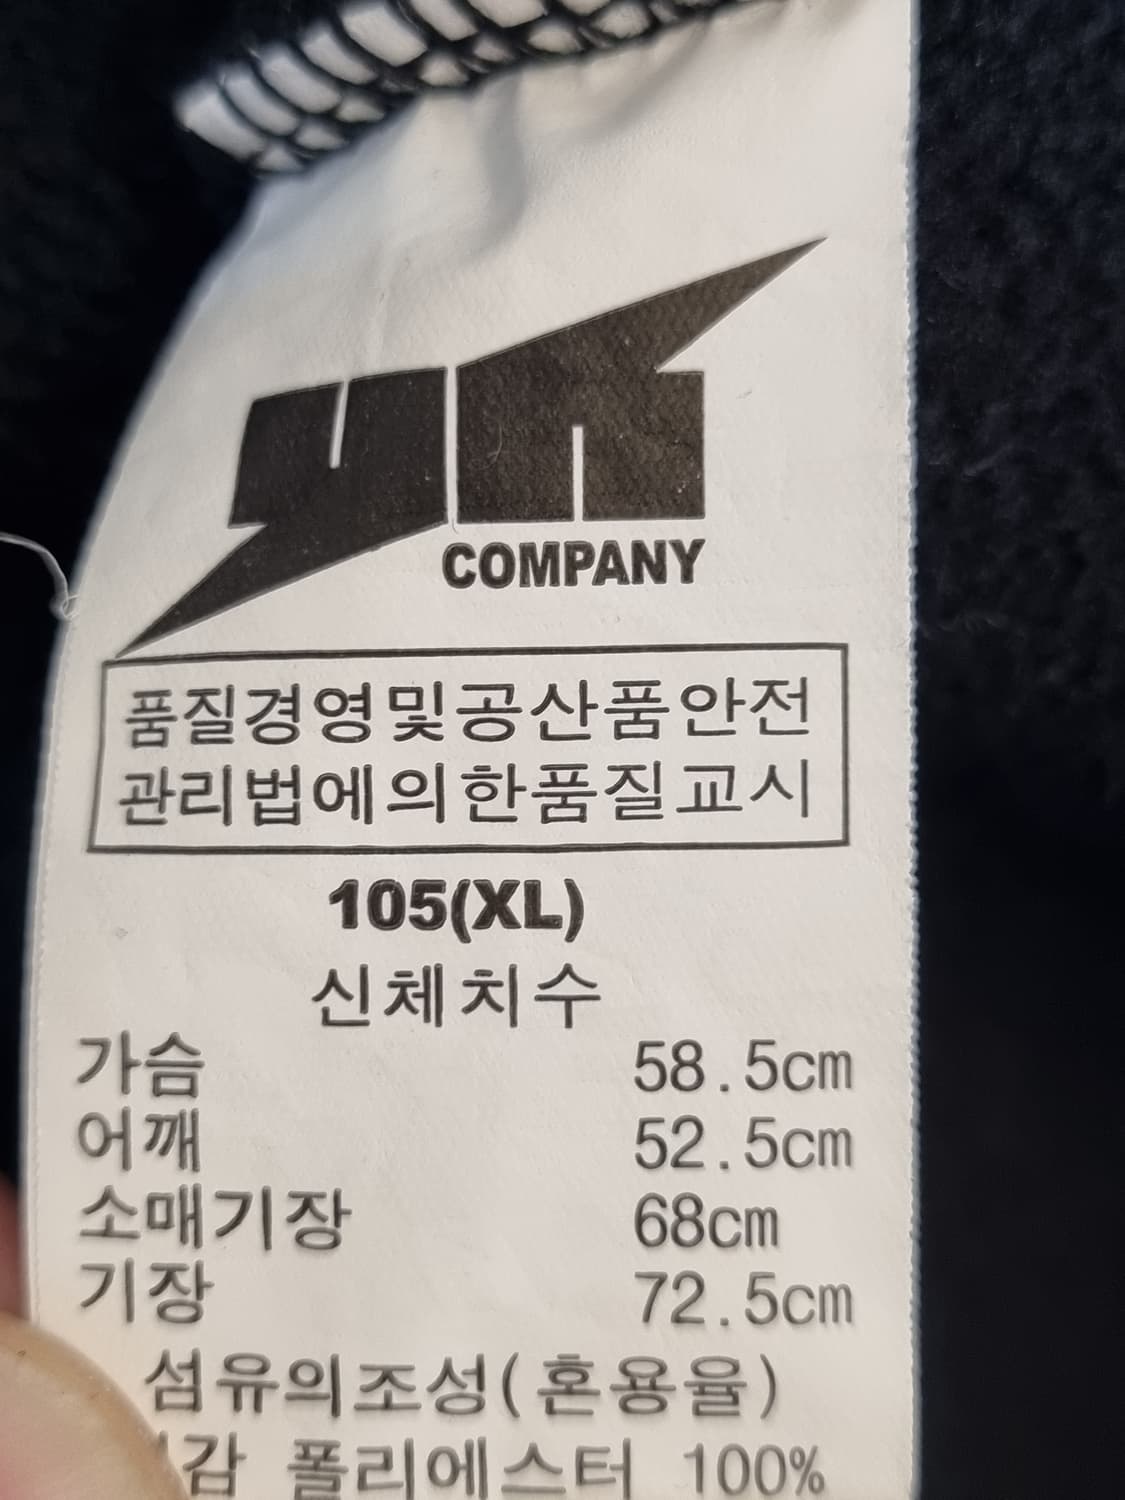 YK
COMPANY
품질경영및공산품안전
관리법에의한품질교시
105(XL)
신체치수
가슴 58.5cm
어깨 52.5cm
소매기장 68cm
기장 72.5cm
섬유의조성(혼용율)
감 폴리에스터 100%